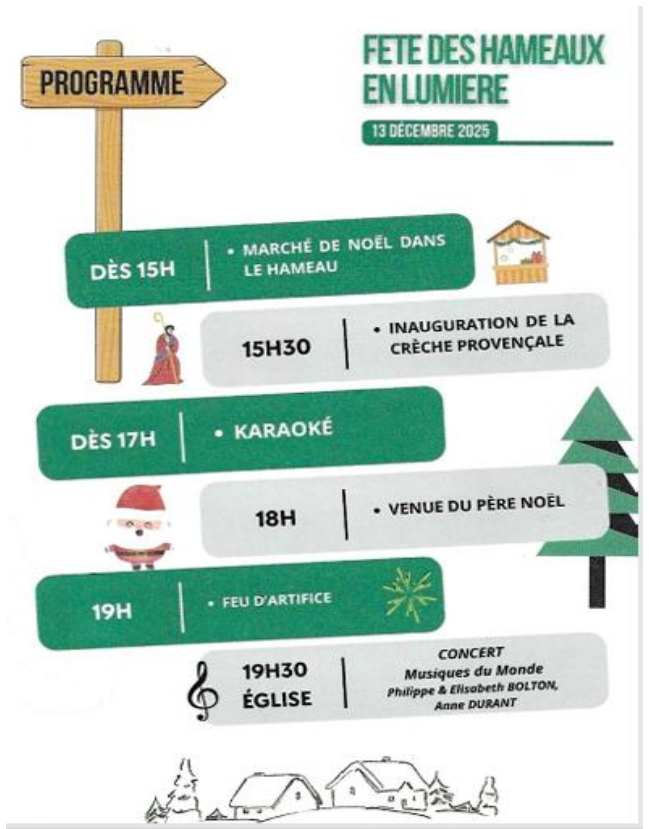 PROGRAMME
FETE DES HAMEAUX
EN LUMIERE
13 DÉCEMBRE 2025
DÈS 15H
• MARCHÉ DE NOËL DANS
LE HAMEAU
15H30
• INAUGURATION DE LA
CRÈCHE PROVENÇALE
DÈS 17H
• KARAOKÉ
18H
• VENUE DU PÈRE NOËL
19H
• FEU D'ARTIFICE
19H30
ÉGLISE
CONCERT
Musiques du Monde
Philippe & Elisabeth BOLTON,
Anne DURANT